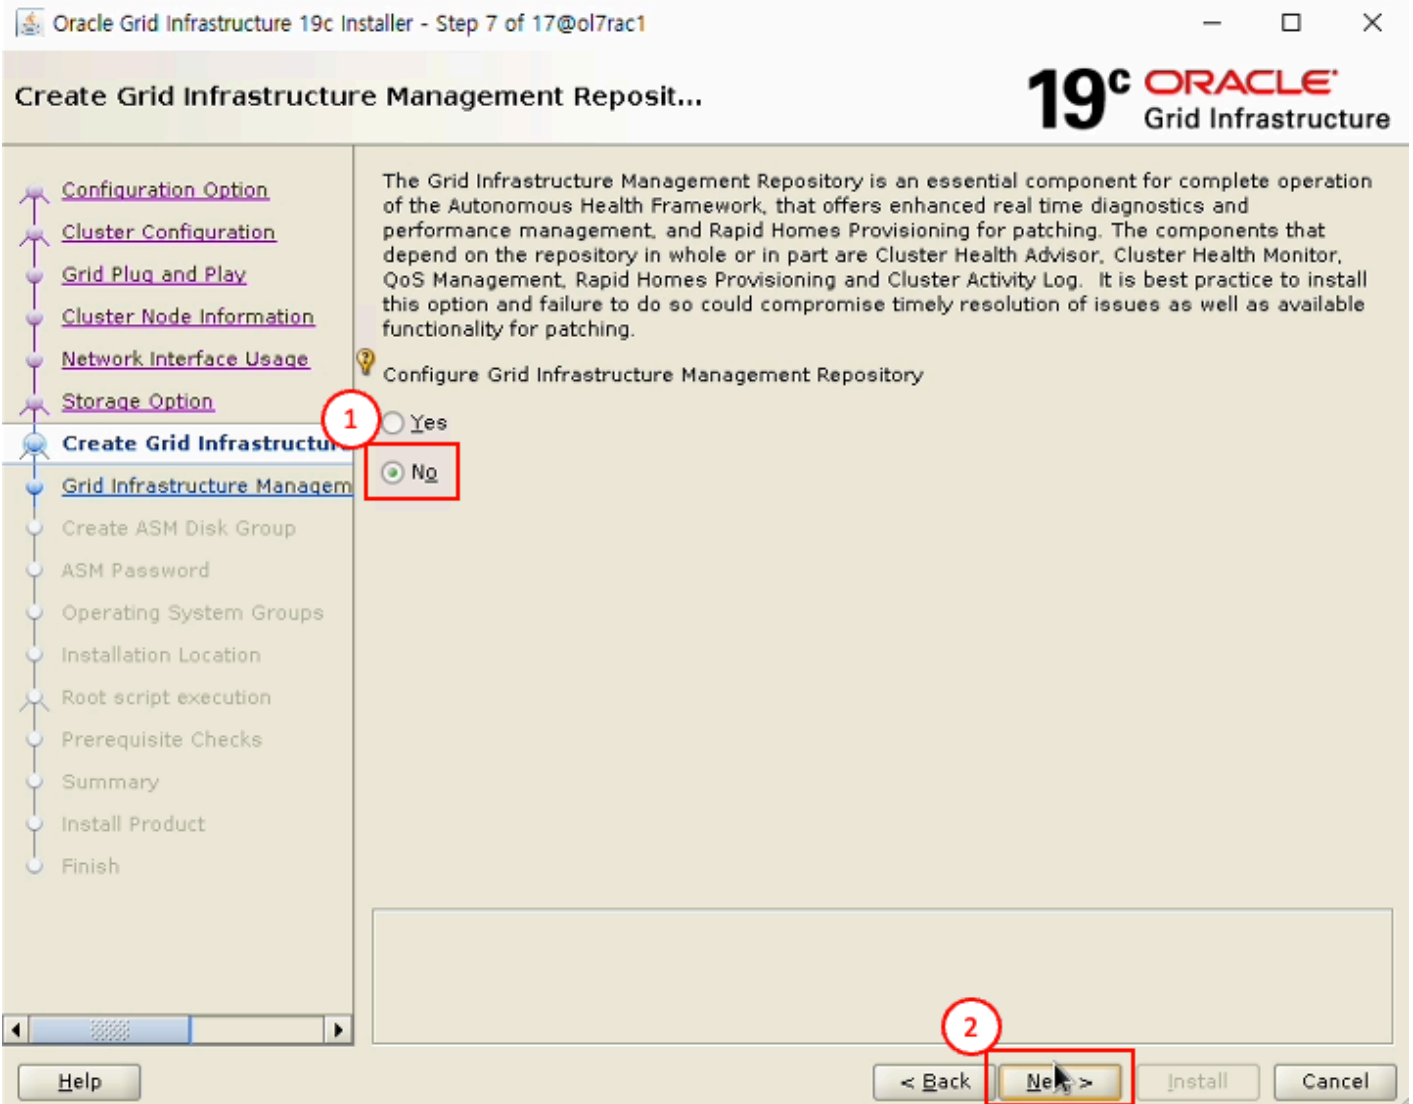 Oracle Grid Infrastructure 19c Installer - Step 7 of 17@ol7rac1
Create Grid Infrastructure Management Reposit...
19c ORACLE
Grid Infrastructure
Configuration Option
Cluster Configuration
Grid Plug and Play
Cluster Node Information
Network Interface Usage
Storage Option
Create Grid Infrastructur
Grid Infrastructure Managem
Create ASM Disk Group
ASM Password
Operating System Groups
Installation Location
Root script execution
Prerequisite Checks
Summary
Install Product
Finish
The Grid Infrastructure Management Repository is an essential component for complete operation
of the Autonomous Health Framework, that offers enhanced real time diagnostics and
performance management, and Rapid Homes Provisioning for patching. The components that
depend on the repository in whole or in part are Cluster Health Advisor, Cluster Health Monitor,
QoS Management, Rapid Homes Provisioning and Cluster Activity Log.  It is best practice to install
this option and failure to do so could compromise timely resolution of issues as well as available
functionality for patching.
Configure Grid Infrastructure Management Repository
1
Yes
No
2
Help
< Back
Install
Cancel